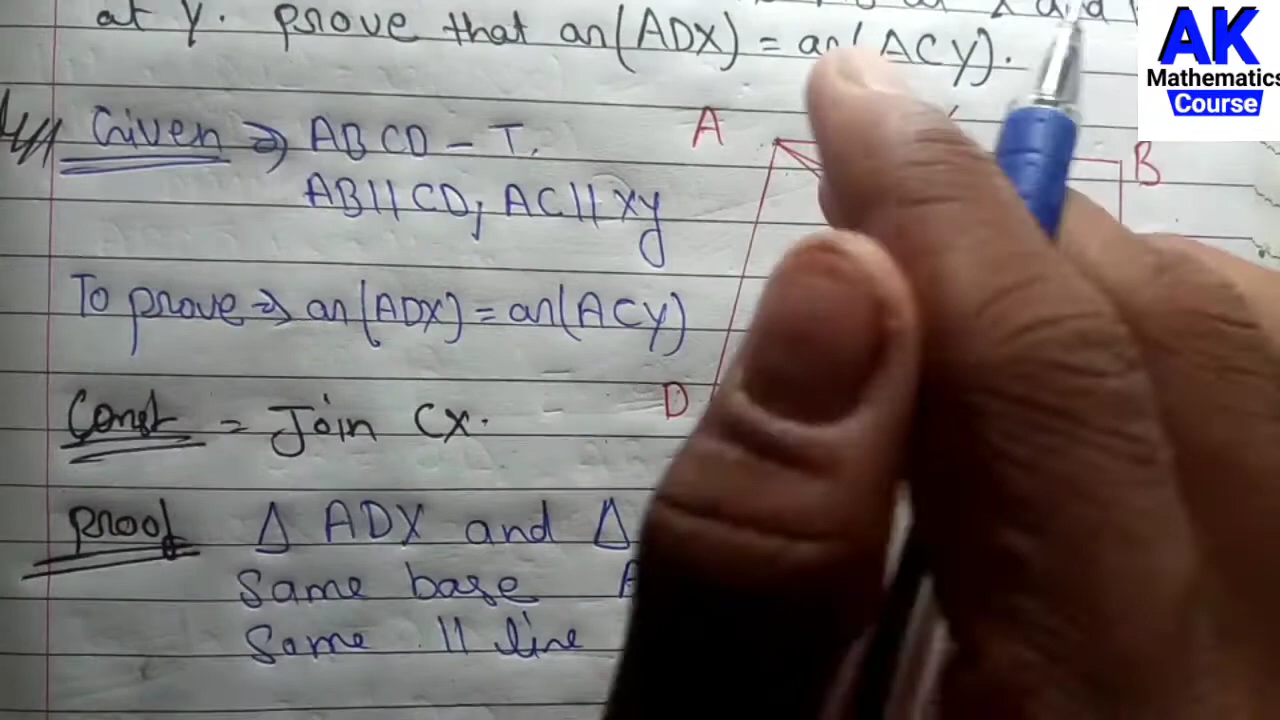 at Y. prove that ar(ADX) = ar(ACY).
AK
Mathematics
Course
Given ⇒ ABCD - T.
AB||CD, AC||XY
A
B
To prove ⇒ ar(ADX) = ar(ACY)
D
Const = Join CX.
Proof Δ ADX and Δ
Same base
Same || line